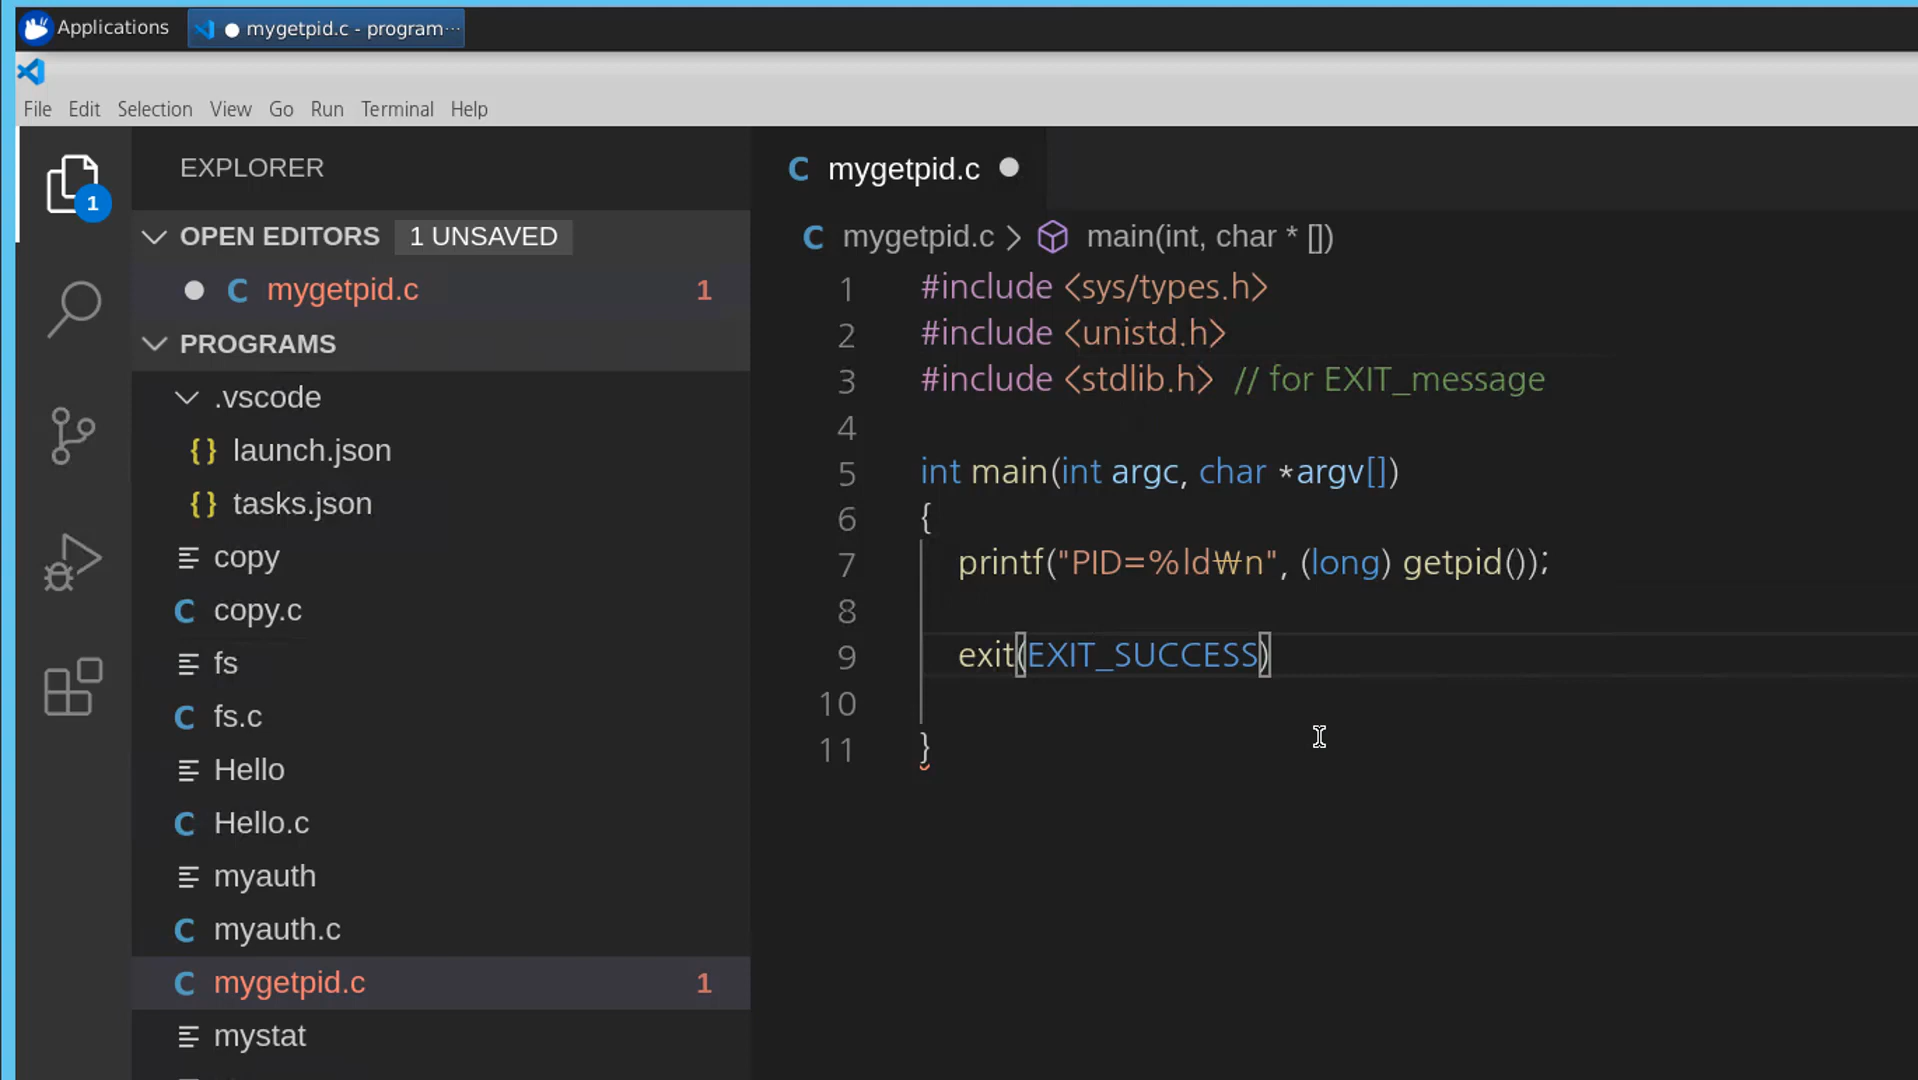 Applications
mygetpid.c - program···
File Edit Selection View Go Run Terminal Help
1
EXPLORER
OPEN EDITORS 1 UNSAVED
mygetpid.c 1
PROGRAMS
.vscode
{} launch.json
{} tasks.json
copy
C copy.c
fs
C fs.c
Hello
C Hello.c
myauth
C myauth.c
C mygetpid.c 1
mystat
C mygetpid.c
C mygetpid.c > main(int, char * [])
1 #include <sys/types.h>
2 #include <unistd.h>
3 #include <stdlib.h> // for EXIT_message
4
5 int main(int argc, char *argv[])
6 {
7 printf("PID=%ld₩n", (long) getpid());
8
9 exit(EXIT_SUCCESS)
10
11 }